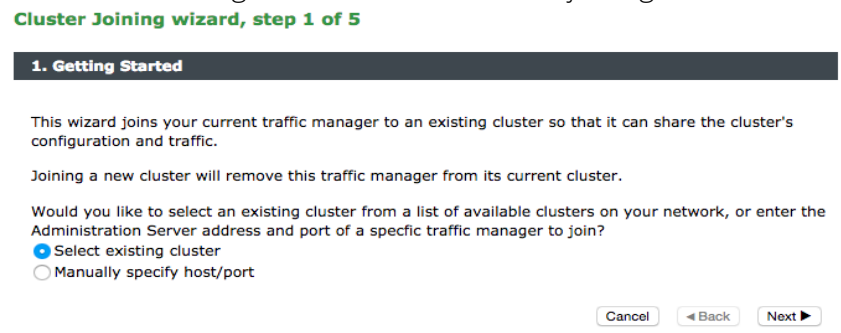 Cluster Joining wizard, step 1 of 5
1. Getting Started
This wizard joins your current traffic manager to an existing cluster so that it can share the cluster's
configuration and traffic.
Joining a new cluster will remove this traffic manager from its current cluster.
Would you like to select an existing cluster from a list of available clusters on your network, or enter the
Administration Server address and port of a specfic traffic manager to join?
Select existing cluster
Manually specify host/port
Cancel ◀ Back Next ▶